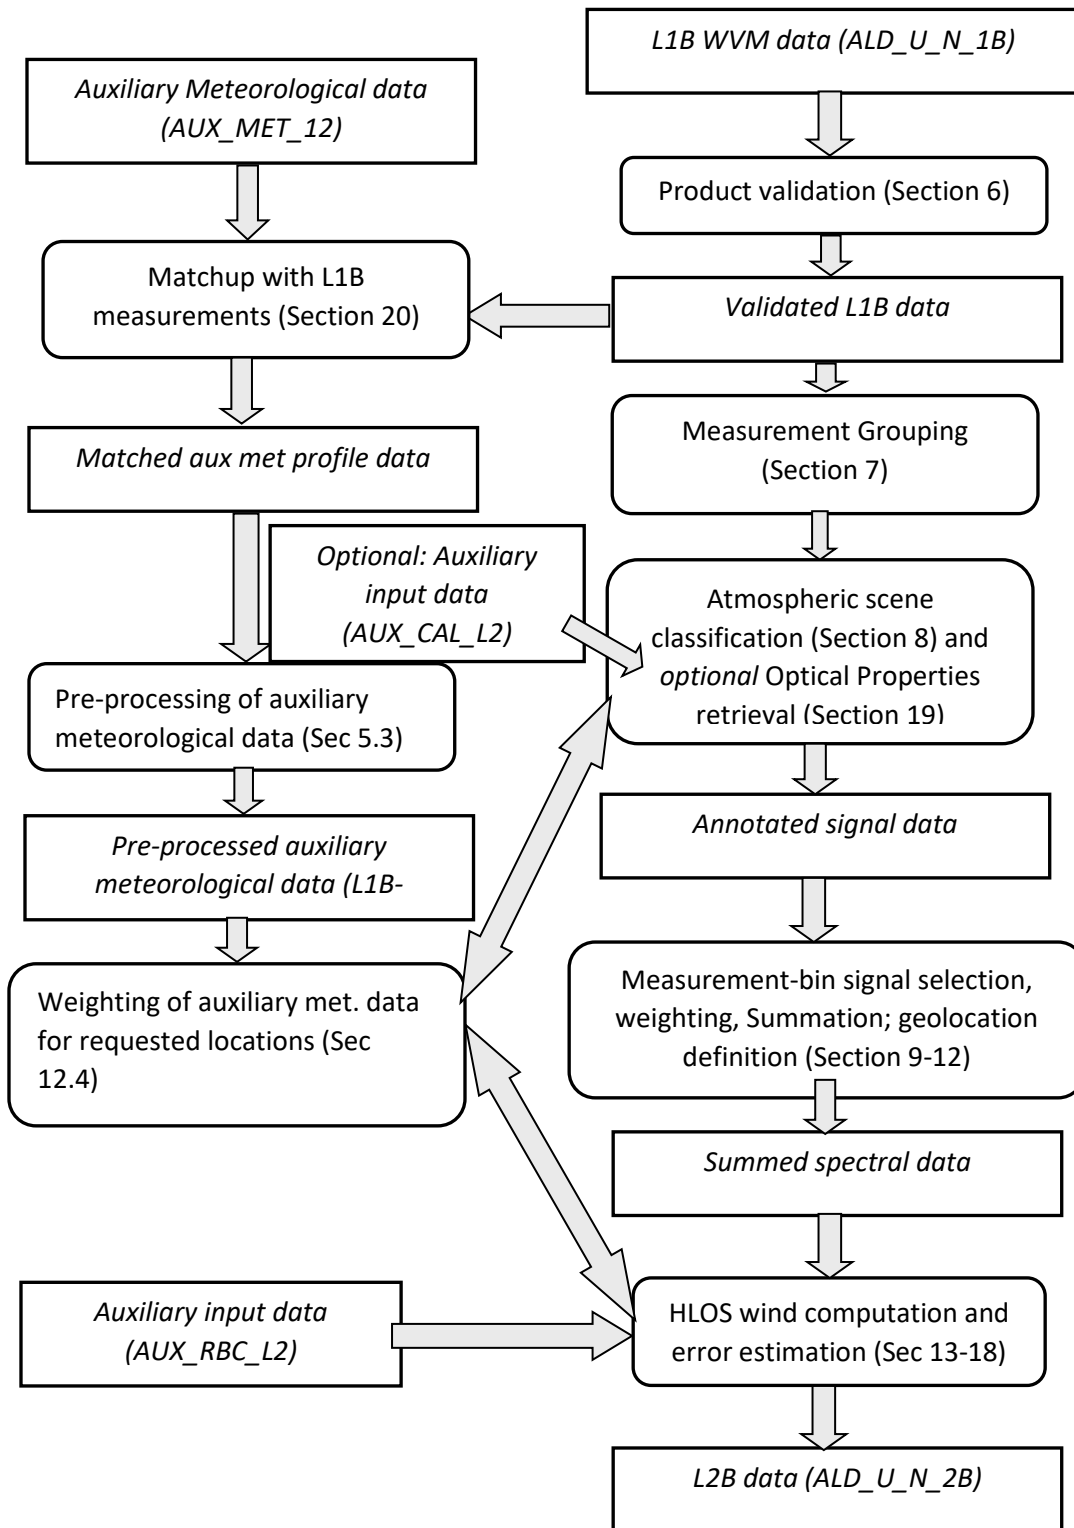 L1B WVM data (ALD_U_N_1B)
Auxiliary Meteorological data
(AUX_MET_12)
Product validation (Section 6)
Matchup with L1B
measurements (Section 20)
Validated L1B data
Matched aux met profile data
Measurement Grouping
(Section 7)
Optional: Auxiliary
input data
(AUX_CAL_L2)
Atmospheric scene
classification (Section 8) and
optional Optical Properties
retrieval (Section 19)
Pre-processing of auxiliary
meteorological data (Sec 5.3)
Pre-processed auxiliary
meteorological data (L1B-
Annotated signal data
Weighting of auxiliary met. data
for requested locations (Sec
12.4)
Measurement-bin signal selection,
weighting, Summation; geolocation
definition (Section 9-12)
Summed spectral data
Auxiliary input data
(AUX_RBC_L2)
HLOS wind computation and
error estimation (Sec 13-18)
L2B data (ALD_U_N_2B)